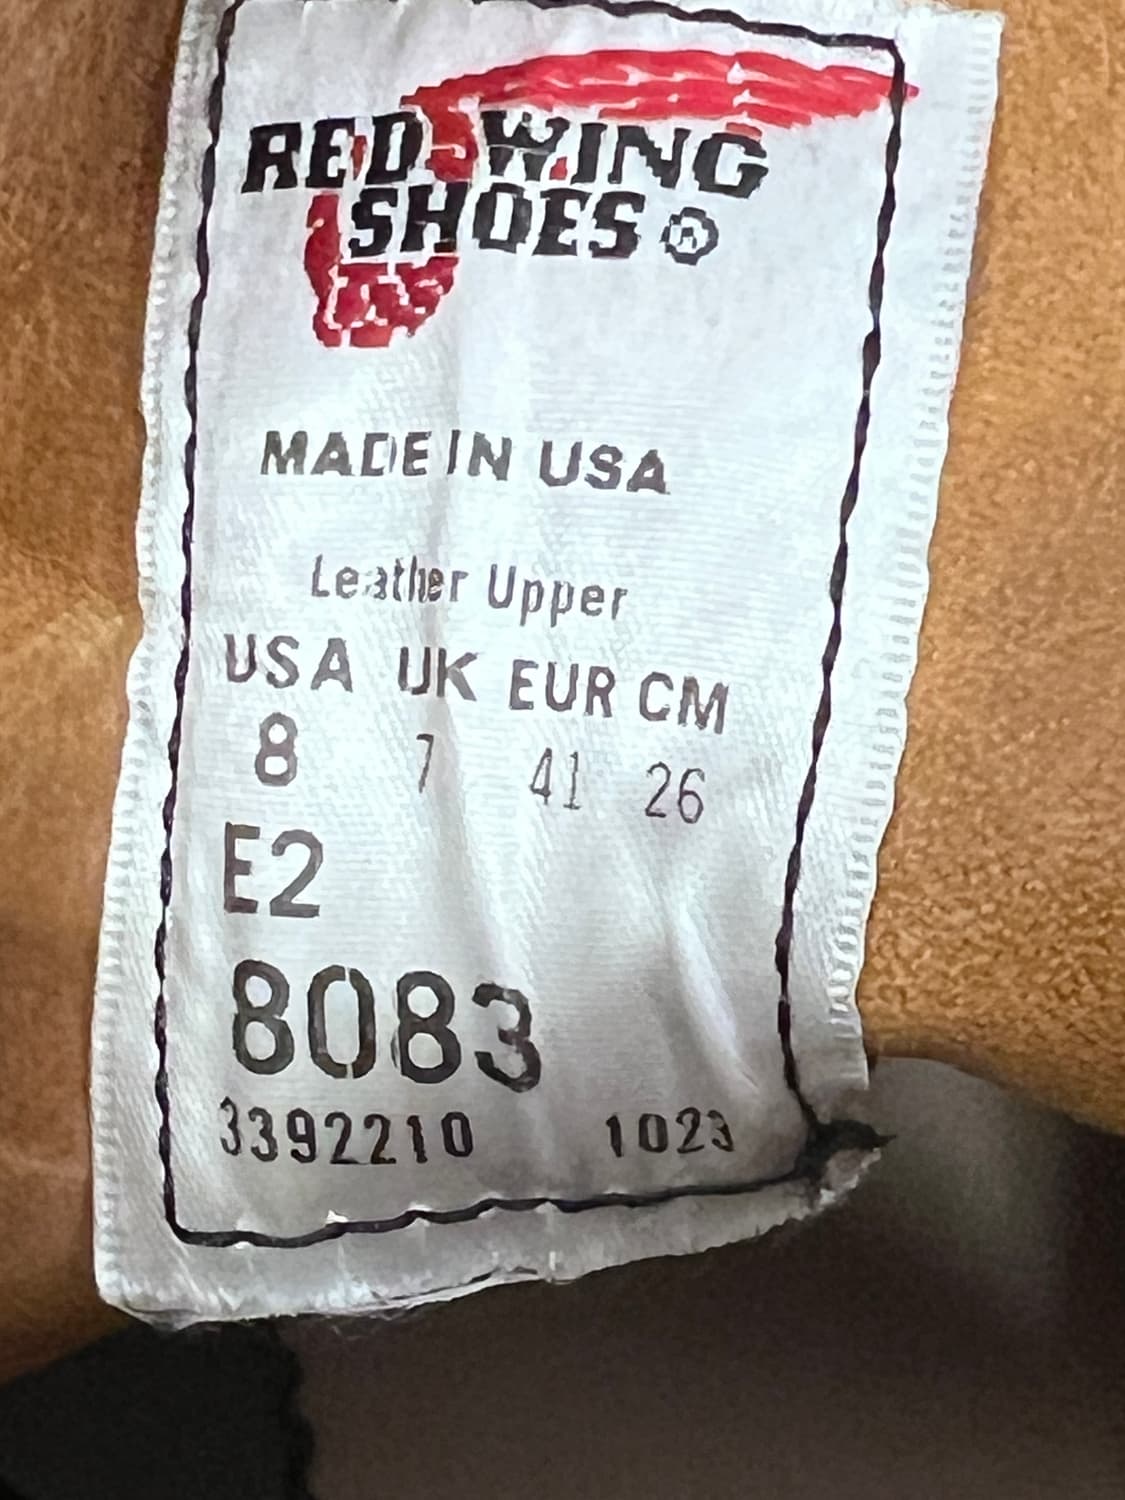 RED WING
SHOES ®
MADE IN USA
Leather Upper
USA UK EUR CM
8 7 41 26
E2
8083
3392210 1023